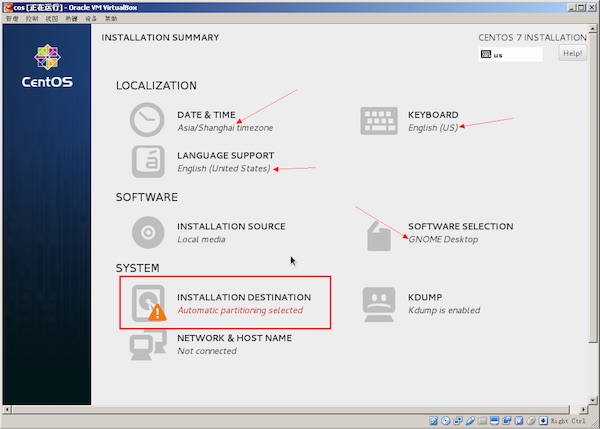 cos [正在运行] - Oracle VM VirtualBox
管理 控制 视图 热键 设备 帮助
INSTALLATION SUMMARY
CENTOS 7 INSTALLATION
us
Help!
CentOS
LOCALIZATION
DATE & TIME
Asia/Shanghai timezone
KEYBOARD
English (US)
LANGUAGE SUPPORT
English (United States)
SOFTWARE
INSTALLATION SOURCE
Local media
SOFTWARE SELECTION
GNOME Desktop
SYSTEM
INSTALLATION DESTINATION
Automatic partitioning selected
KDUMP
Kdump is enabled
NETWORK & HOST NAME
Not connected
Right Ctrl